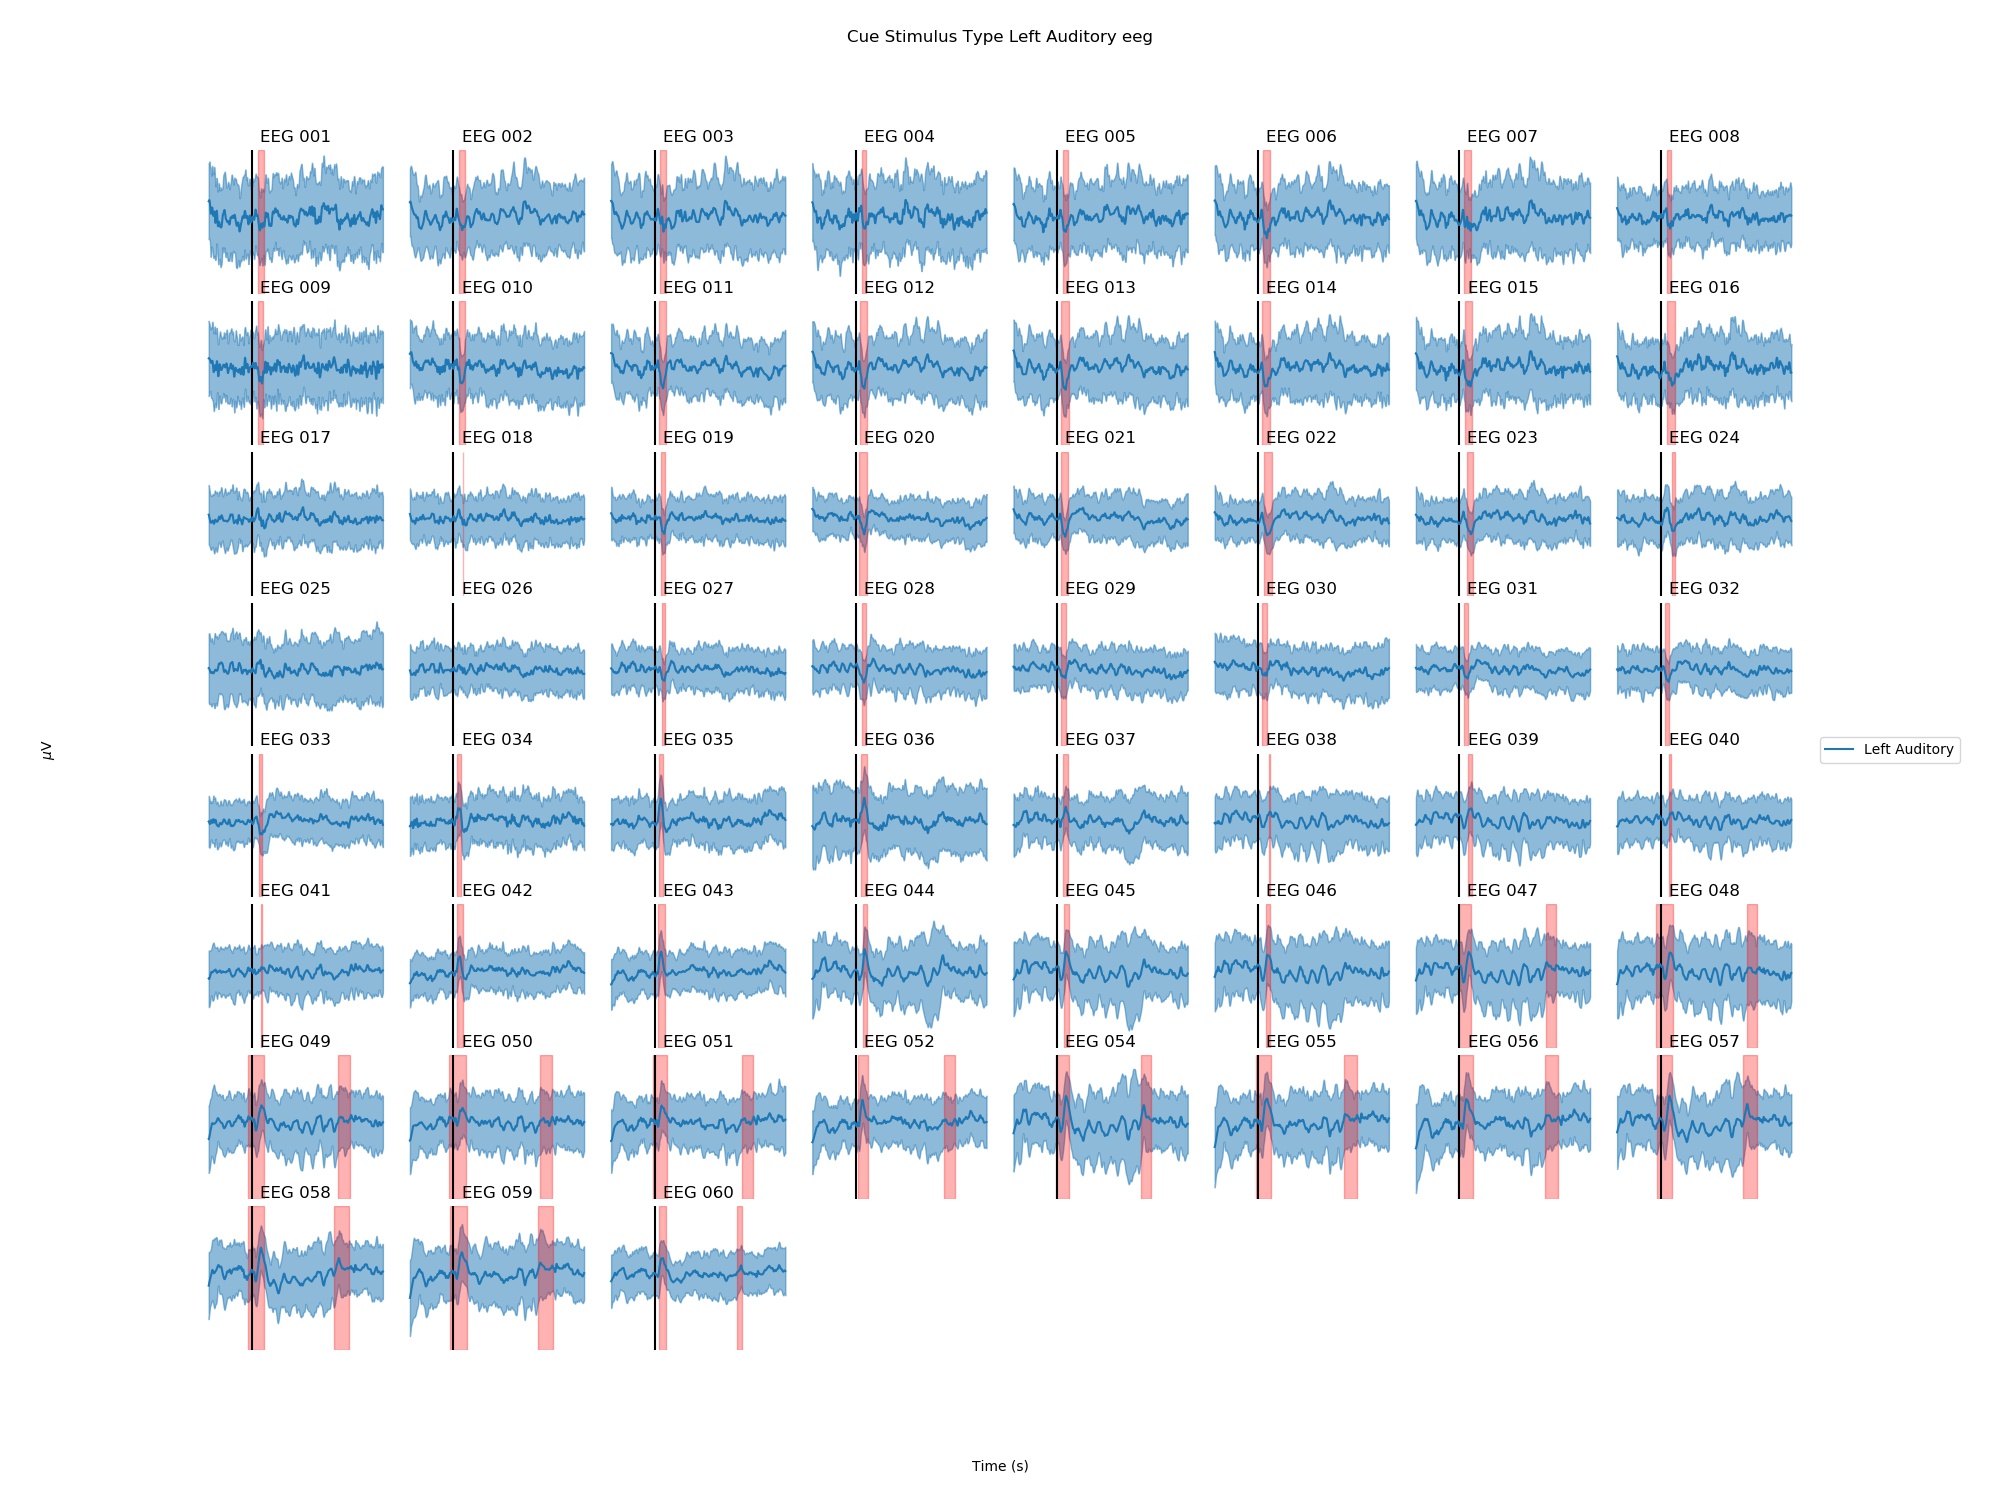 Cue Stimulus Type Left Auditory eeg
EEG 001 EEG 002 EEG 003 EEG 004 EEG 005 EEG 006 EEG 007 EEG 008
EEG 009 EEG 010 EEG 011 EEG 012 EEG 013 EEG 014 EEG 015 EEG 016
EEG 017 EEG 018 EEG 019 EEG 020 EEG 021 EEG 022 EEG 023 EEG 024
EEG 025 EEG 026 EEG 027 EEG 028 EEG 029 EEG 030 EEG 031 EEG 032
EEG 033 EEG 034 EEG 035 EEG 036 EEG 037 EEG 038 EEG 039 EEG 040
μV
Left Auditory
EEG 041 EEG 042 EEG 043 EEG 044 EEG 045 EEG 046 EEG 047 EEG 048
EEG 049 EEG 050 EEG 051 EEG 052 EEG 054 EEG 055 EEG 056 EEG 057
EEG 058 EEG 059 EEG 060
Time (s)